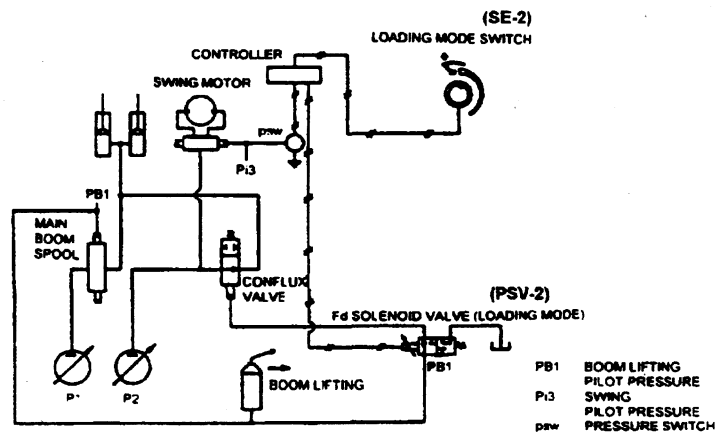 (SE-2)
LOADING MODE SWITCH
CONTROLLER
SWING MOTOR
psw
Pi3
PB1
MAIN
BOOM
SPOOL
CONFLUX
VALVE
(PSV-2)
Fd SOLENOID VALVE (LOADING MODE)
PB1
P1
P2
BOOM LIFTING
PB1 BOOM LIFTING
PILOT PRESSURE
Pi3 SWING
PILOT PRESSURE
psw PRESSURE SWITCH